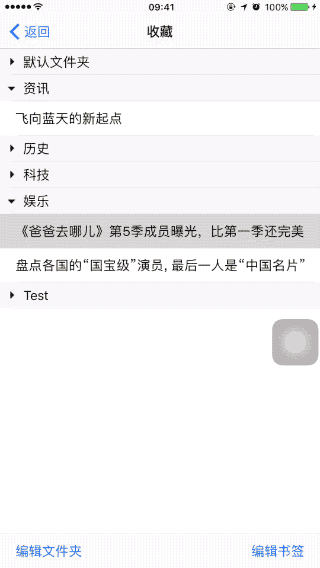 09:41
100%
返回
收藏
默认文件夹
资讯
飞向蓝天的新起点
历史
科技
娱乐
《爸爸去哪儿》第5季成员曝光，比第一季还完美
盘点各国的“国宝级”演员, 最后一人是“中国名片”
Test
编辑文件夹
编辑书签